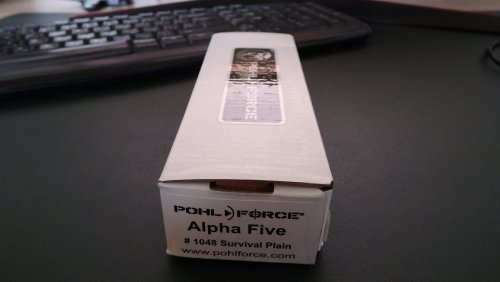 POHL FORCE
POHL FORCE®
Alpha Five
# 1048 Survival Plain
www.pohlforce.com